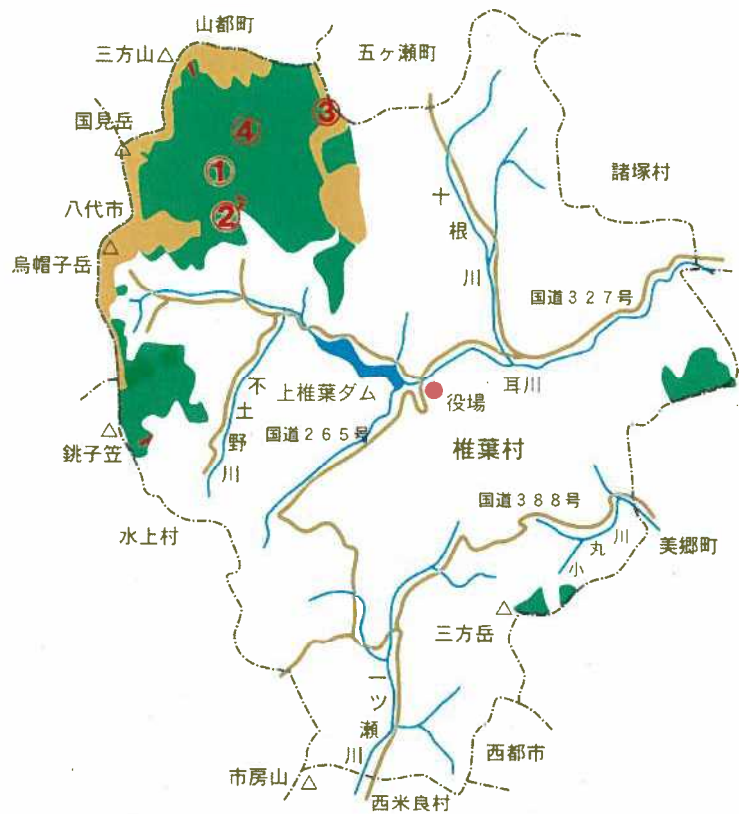 山都町
三方山
五ヶ瀬町
国見岳
③
④
①
②
諸塚村
八代市
十根川
烏帽子岳
国道327号
不土野川
上椎葉ダム
役場
耳川
国道265号
椎葉村
銚子笠
国道388号
水上村
小丸川
美郷町
三方岳
一ツ瀬川
西都市
市房山
西米良村